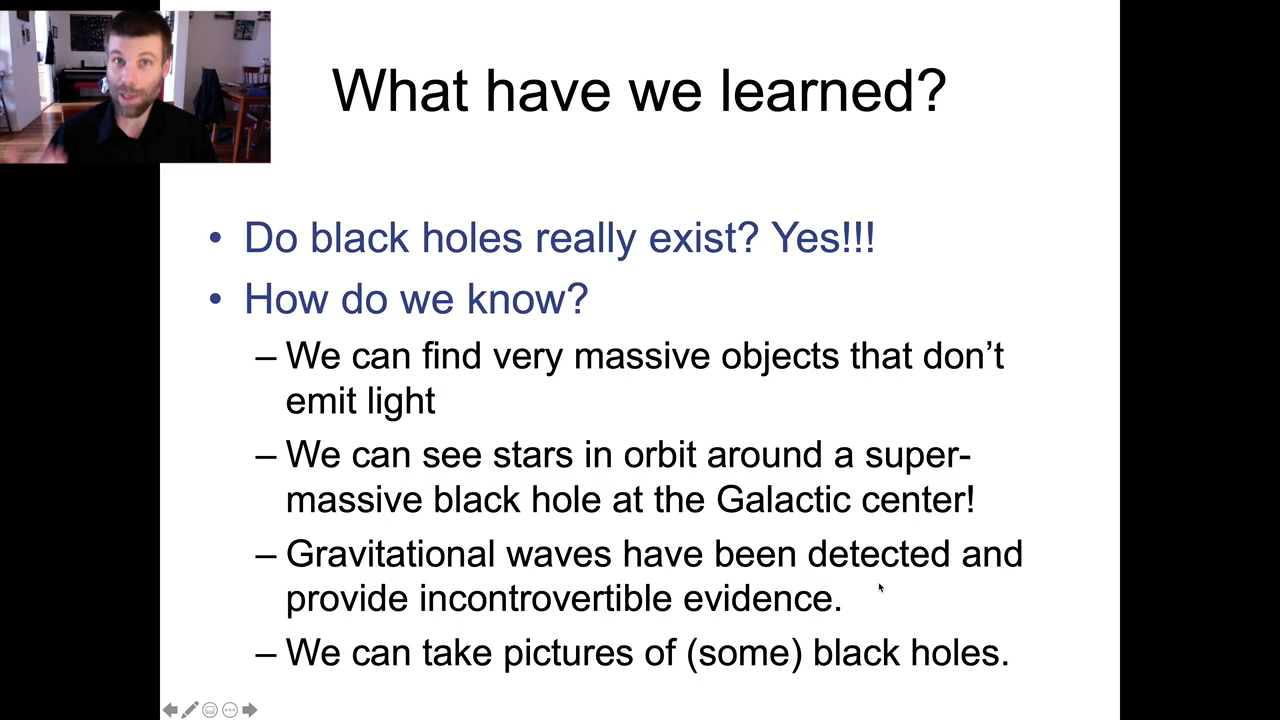 What have we learned?
• Do black holes really exist? Yes!!!
• How do we know?
– We can find very massive objects that don’t
emit light
– We can see stars in orbit around a super-
massive black hole at the Galactic center!
– Gravitational waves have been detected and
provide incontrovertible evidence.
– We can take pictures of (some) black holes.